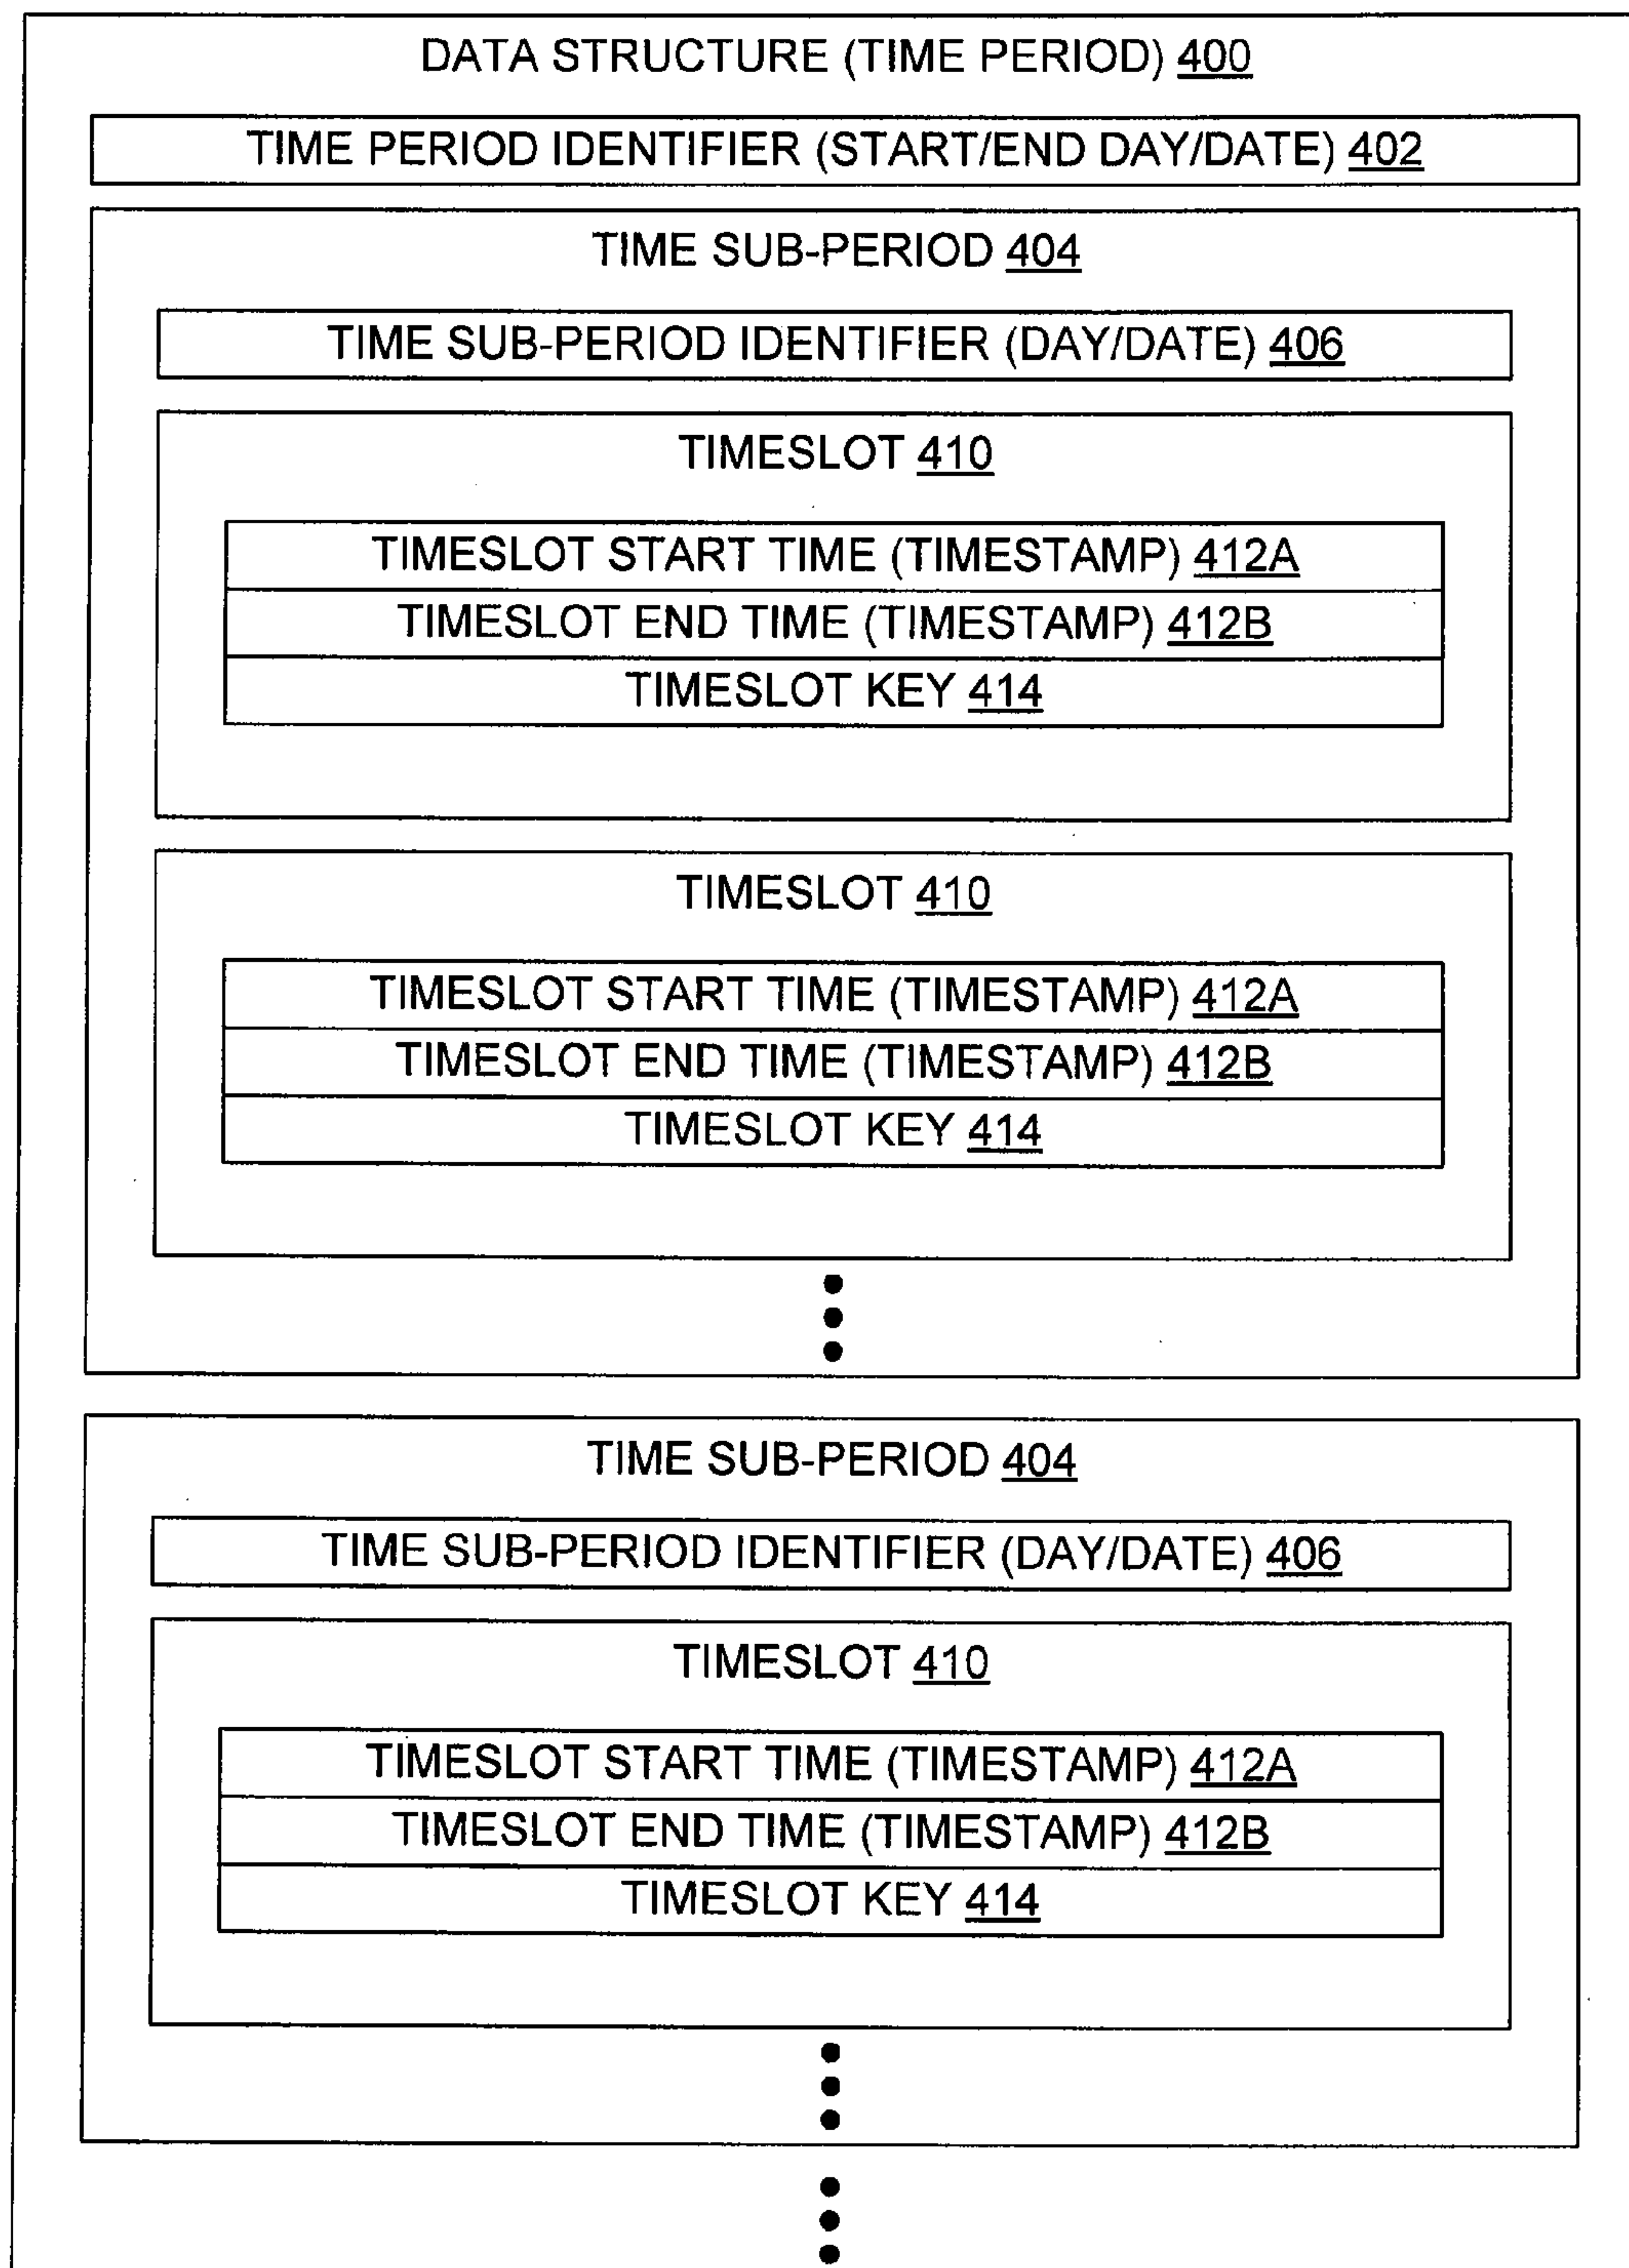 DATA STRUCTURE (TIME PERIOD) 400
TIME PERIOD IDENTIFIER (START/END DAY/DATE) 402
TIME SUB-PERIOD 404
TIME SUB-PERIOD IDENTIFIER (DAY/DATE) 406
TIMESLOT 410
TIMESLOT START TIME (TIMESTAMP) 412A
TIMESLOT END TIME (TIMESTAMP) 412B
TIMESLOT KEY 414
TIMESLOT 410
TIMESLOT START TIME (TIMESTAMP) 412A
TIMESLOT END TIME (TIMESTAMP) 412B
TIMESLOT KEY 414
TIME SUB-PERIOD 404
TIME SUB-PERIOD IDENTIFIER (DAY/DATE) 406
TIMESLOT 410
TIMESLOT START TIME (TIMESTAMP) 412A
TIMESLOT END TIME (TIMESTAMP) 412B
TIMESLOT KEY 414